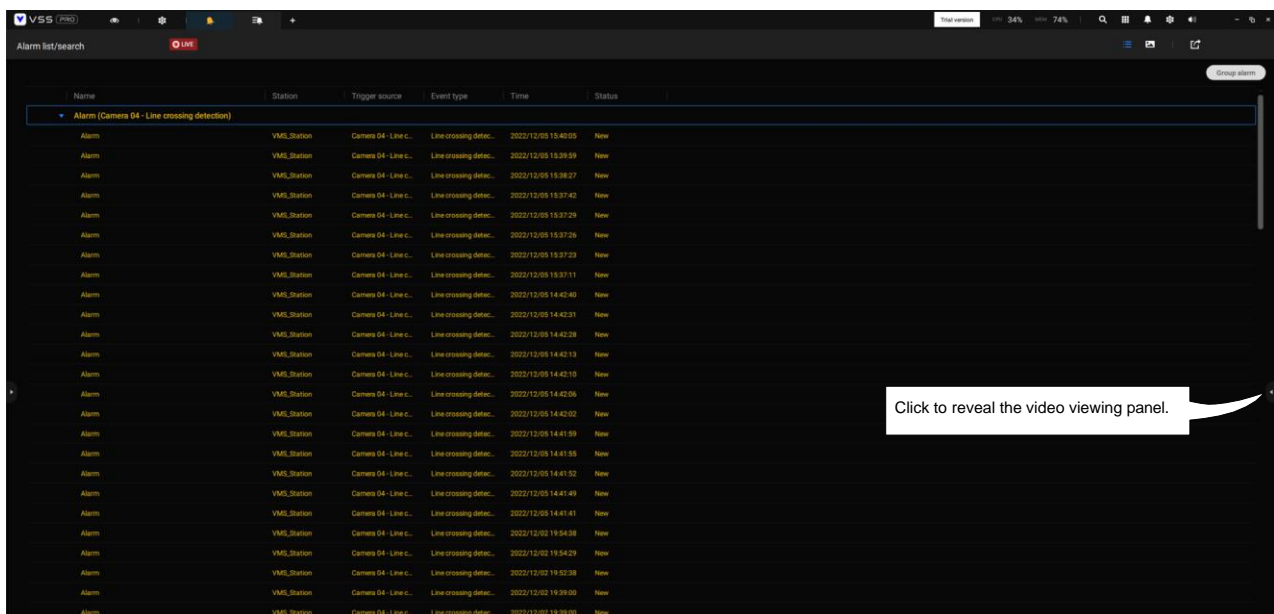 VSS PRO
Trial version CPU 34% MEM 74%
Alarm list/search LIVE
Group alarm
Name Station Trigger source Event type Time Status
Alarm (Camera 04 - Line crossing detection)
Alarm VMS_Station Camera 04 - Line c... Line crossing detec... 2022/12/05 15:40:05 New
Alarm VMS_Station Camera 04 - Line c... Line crossing detec... 2022/12/05 15:39:59 New
Alarm VMS_Station Camera 04 - Line c... Line crossing detec... 2022/12/05 15:38:27 New
Alarm VMS_Station Camera 04 - Line c... Line crossing detec... 2022/12/05 15:37:42 New
Alarm VMS_Station Camera 04 - Line c... Line crossing detec... 2022/12/05 15:37:29 New
Alarm VMS_Station Camera 04 - Line c... Line crossing detec... 2022/12/05 15:37:26 New
Alarm VMS_Station Camera 04 - Line c... Line crossing detec... 2022/12/05 15:37:23 New
Alarm VMS_Station Camera 04 - Line c... Line crossing detec... 2022/12/05 15:37:11 New
Alarm VMS_Station Camera 04 - Line c... Line crossing detec... 2022/12/05 14:42:40 New
Alarm VMS_Station Camera 04 - Line c... Line crossing detec... 2022/12/05 14:42:31 New
Alarm VMS_Station Camera 04 - Line c... Line crossing detec... 2022/12/05 14:42:28 New
Alarm VMS_Station Camera 04 - Line c... Line crossing detec... 2022/12/05 14:42:13 New
Alarm VMS_Station Camera 04 - Line c... Line crossing detec... 2022/12/05 14:42:10 New
Alarm VMS_Station Camera 04 - Line c... Line crossing detec... 2022/12/05 14:42:06 New
Alarm VMS_Station Camera 04 - Line c... Line crossing detec... 2022/12/05 14:42:02 New
Click to reveal the video viewing panel.
Alarm VMS_Station Camera 04 - Line c... Line crossing detec... 2022/12/05 14:41:59 New
Alarm VMS_Station Camera 04 - Line c... Line crossing detec... 2022/12/05 14:41:55 New
Alarm VMS_Station Camera 04 - Line c... Line crossing detec... 2022/12/05 14:41:52 New
Alarm VMS_Station Camera 04 - Line c... Line crossing detec... 2022/12/05 14:41:49 New
Alarm VMS_Station Camera 04 - Line c... Line crossing detec... 2022/12/05 14:41:41 New
Alarm VMS_Station Camera 04 - Line c... Line crossing detec... 2022/12/02 19:54:38 New
Alarm VMS_Station Camera 04 - Line c... Line crossing detec... 2022/12/02 19:54:29 New
Alarm VMS_Station Camera 04 - Line c... Line crossing detec... 2022/12/02 19:52:38 New
Alarm VMS_Station Camera 04 - Line c... Line crossing detec... 2022/12/02 19:39:00 New
Alarm VMS_Station Camera 04 - Line c... Line crossing detec... 2022/12/02 19:39:00 New